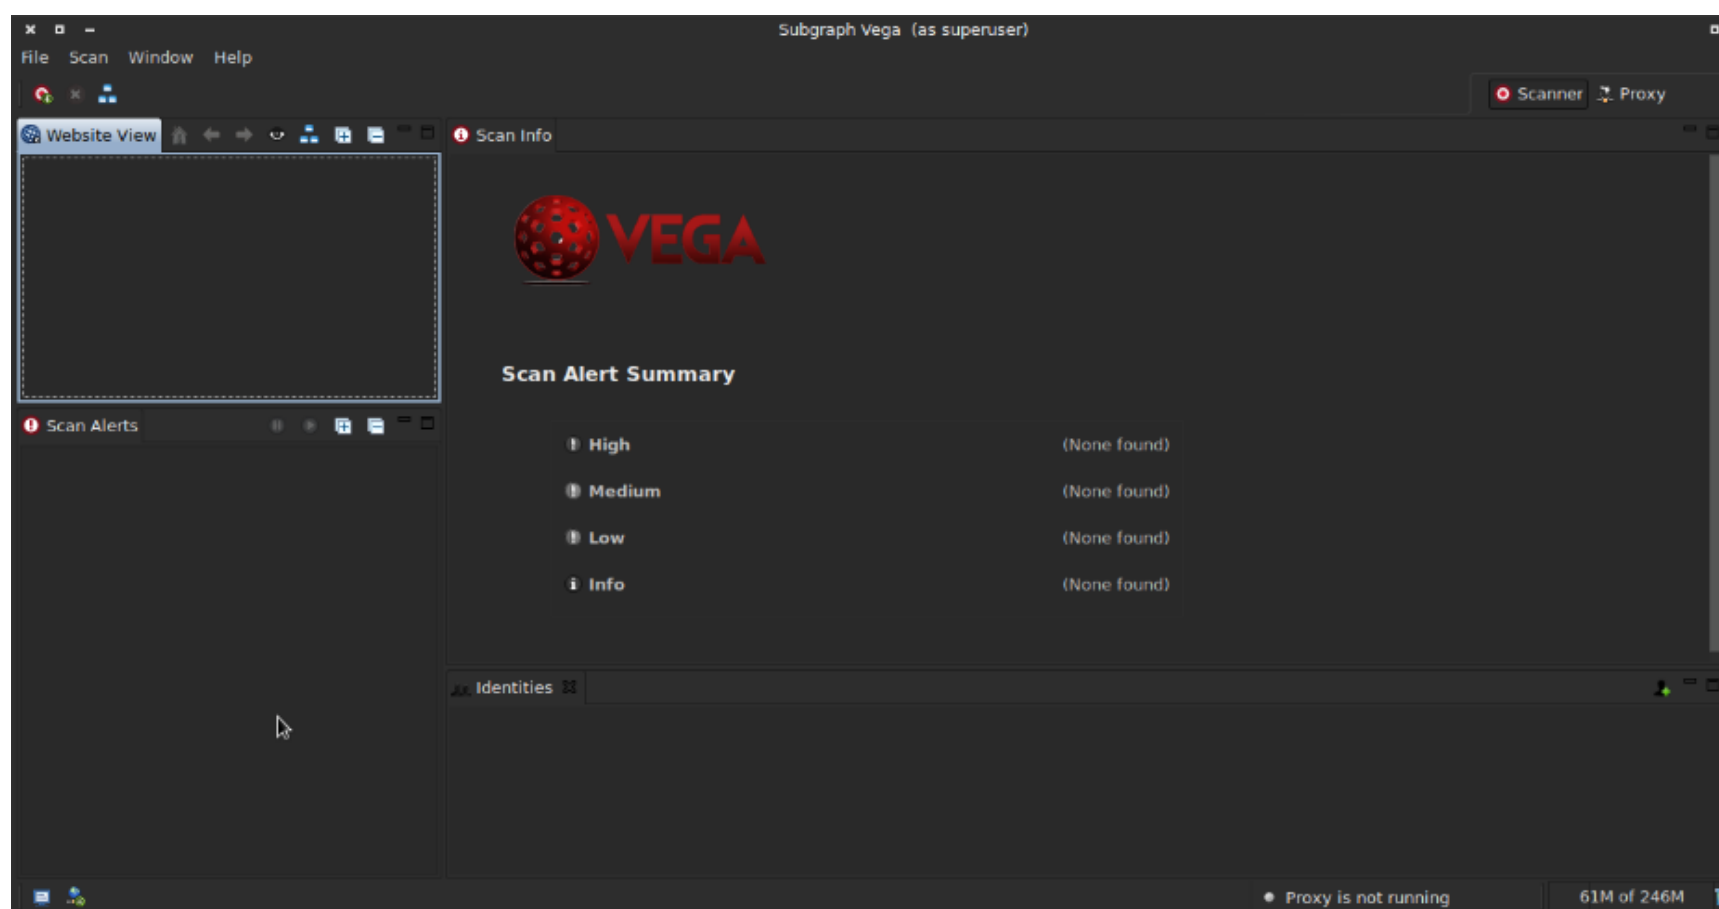 Subgraph Vega (as superuser)
File Scan Window Help
Scanner Proxy
Website View
Scan Info
VEGA
Scan Alert Summary
High (None found)
Medium (None found)
Low (None found)
Info (None found)
Scan Alerts
Identities
Proxy is not running 61M of 246M